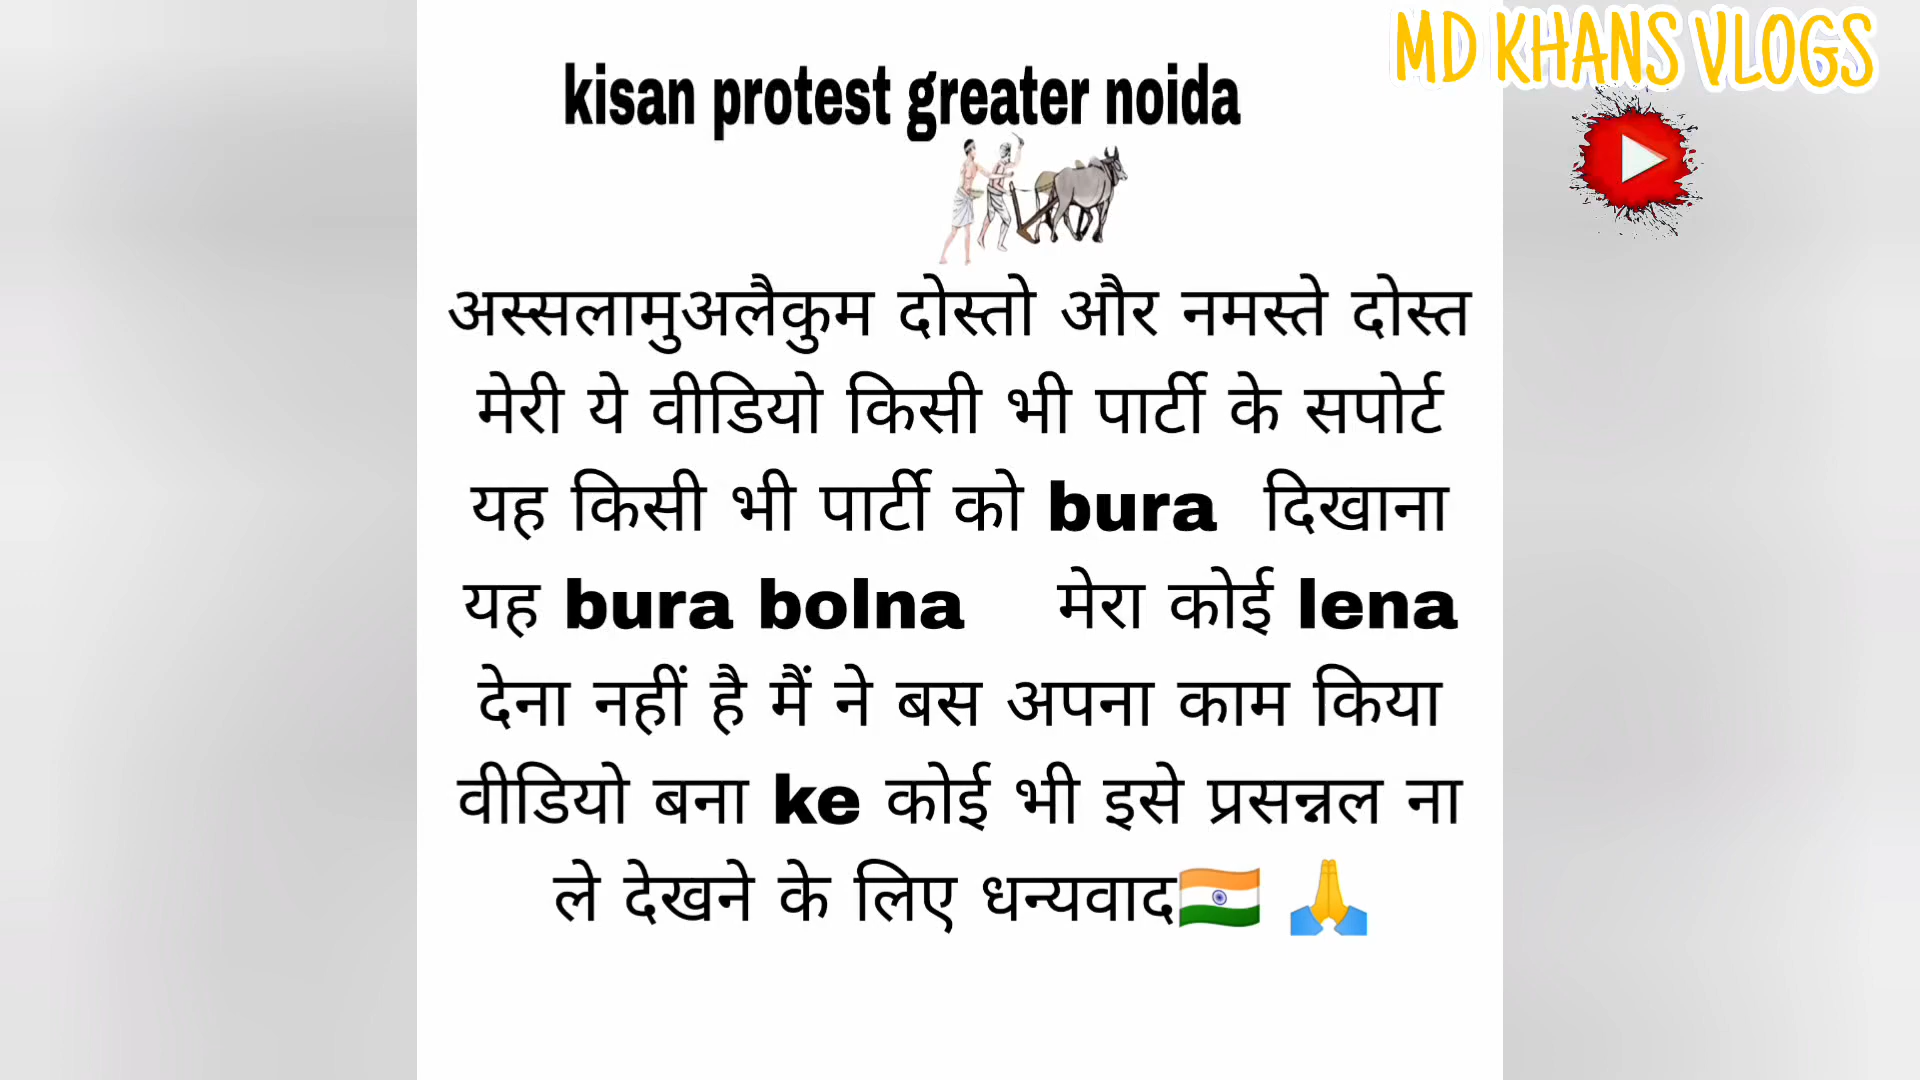 MD KHANS VLOGS
kisan protest greater noida
अस्सलामुअलैकुम दोस्तो और नमस्ते दोस्त
मेरी ये वीडियो किसी भी पार्टी के सपोर्ट
यह किसी भी पार्टी को bura दिखाना
यह bura bolna मेरा कोई lena
देना नहीं है मैं ने बस अपना काम किया
वीडियो बना ke कोई भी इसे प्रसन्नल ना
ले देखने के लिए धन्यवाद🇮🇳 🙏